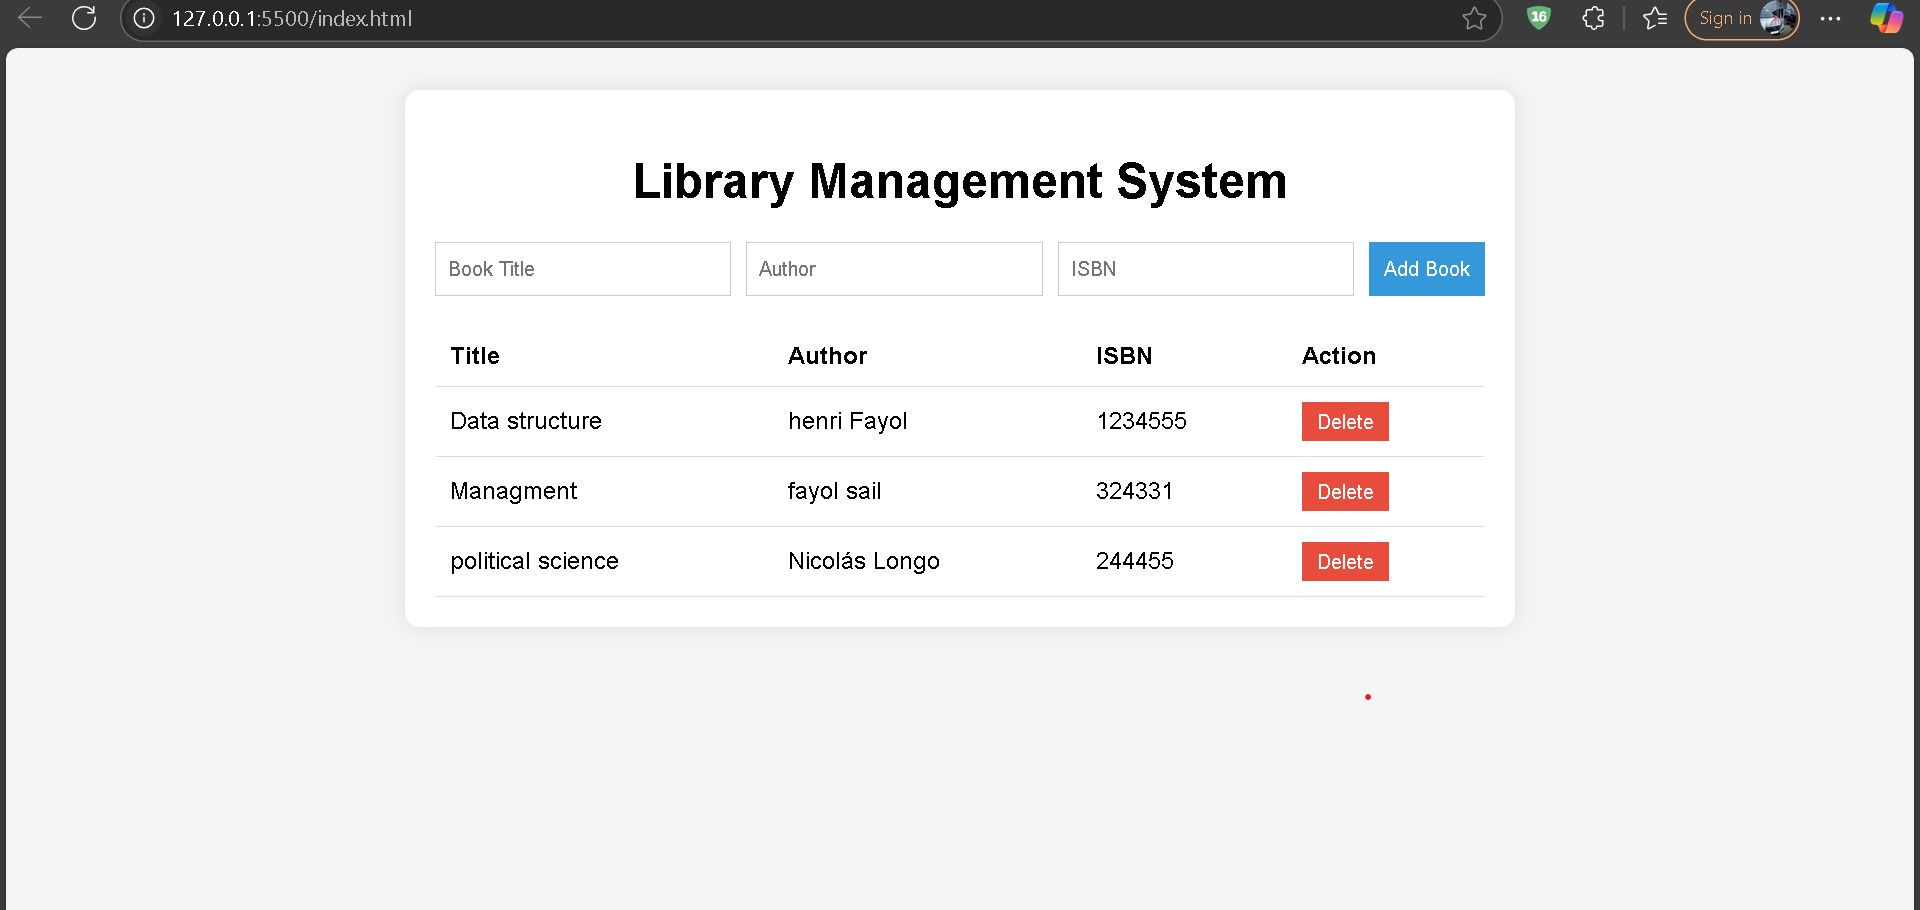 127.0.0.1:5500/index.html
16
Sign in
Library Management System
Book Title Author ISBN Add Book
Title Author ISBN Action
Data structure henri Fayol 1234555 Delete
Managment fayol sail 324331 Delete
political science Nicolás Longo 244455 Delete